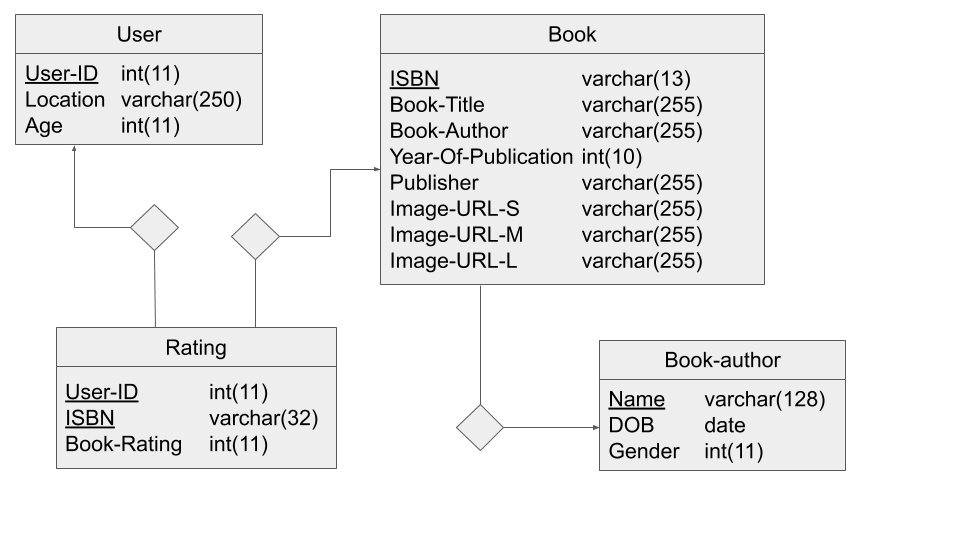 User
User-ID int(11)
Location varchar(250)
Age int(11)
Book
ISBN varchar(13)
Book-Title varchar(255)
Book-Author varchar(255)
Year-Of-Publication int(10)
Publisher varchar(255)
Image-URL-S varchar(255)
Image-URL-M varchar(255)
Image-URL-L varchar(255)
Rating
User-ID int(11)
ISBN varchar(32)
Book-Rating int(11)
Book-author
Name varchar(128)
DOB date
Gender int(11)